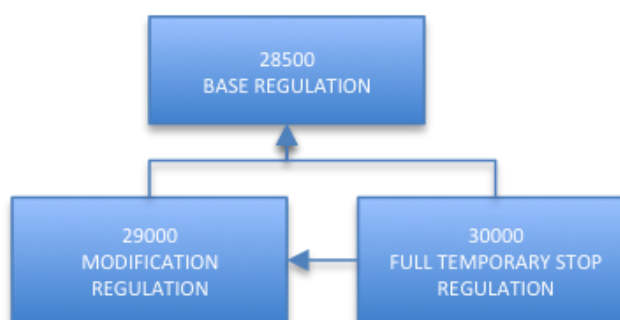 28500
BASE REGULATION
29000
MODIFICATION
REGULATION
30000
FULL TEMPORARY STOP
REGULATION